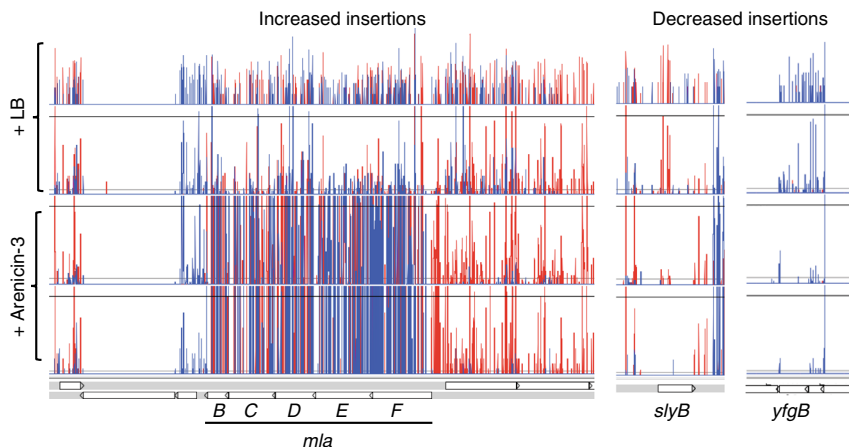 Increased insertions
Decreased insertions
+ LB
+ Arenicin-3
B C D E F
mla
slyB
yfgB